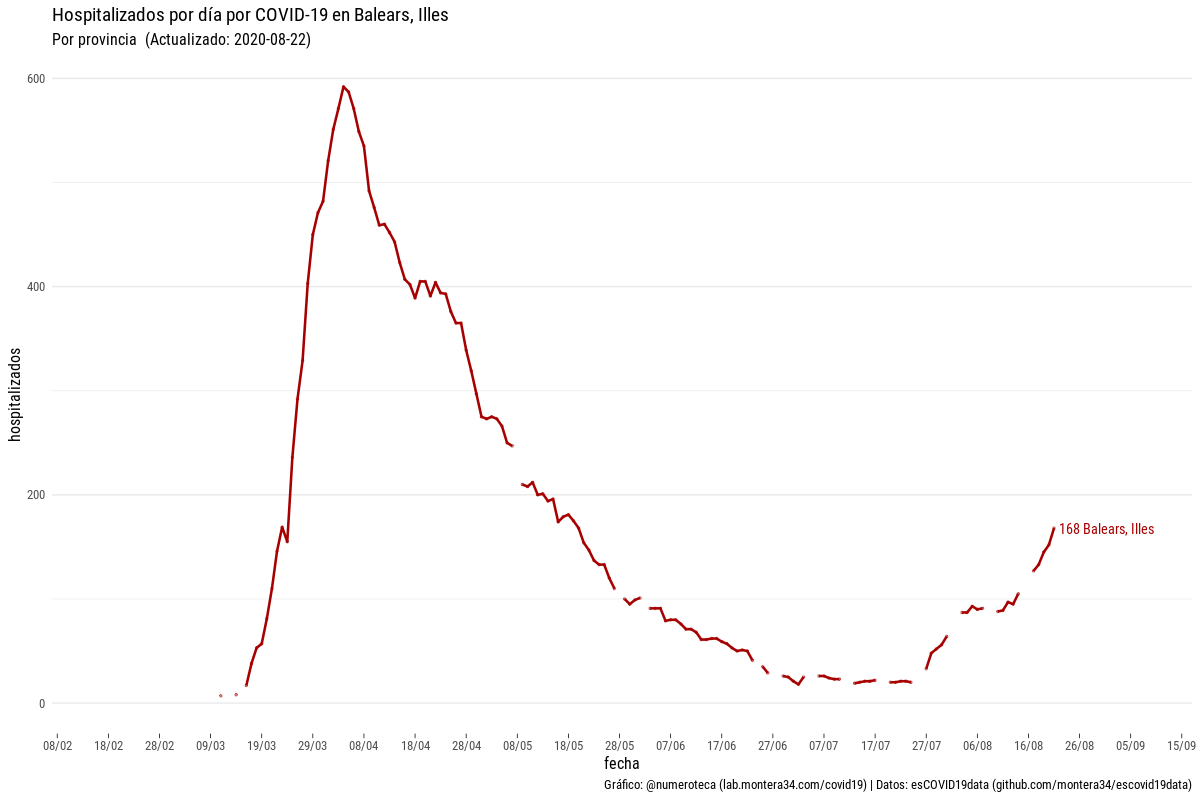 Hospitalizados por día por COVID-19 en Balears, Illes
Por provincia (Actualizado: 2020-08-22)
hospitalizados
600
400
200
0
168 Balears, Illes
08/02 18/02 28/02 09/03 19/03 29/03 08/04 18/04 28/04 08/05 18/05 28/05 07/06 17/06 27/06 07/07 17/07 27/07 06/08 16/08 26/08 05/09 15/09
fecha
Gráfico: @numeroteca (lab.montera34.com/covid19) | Datos: esCOVID19data (github.com/montera34/escovid19data)